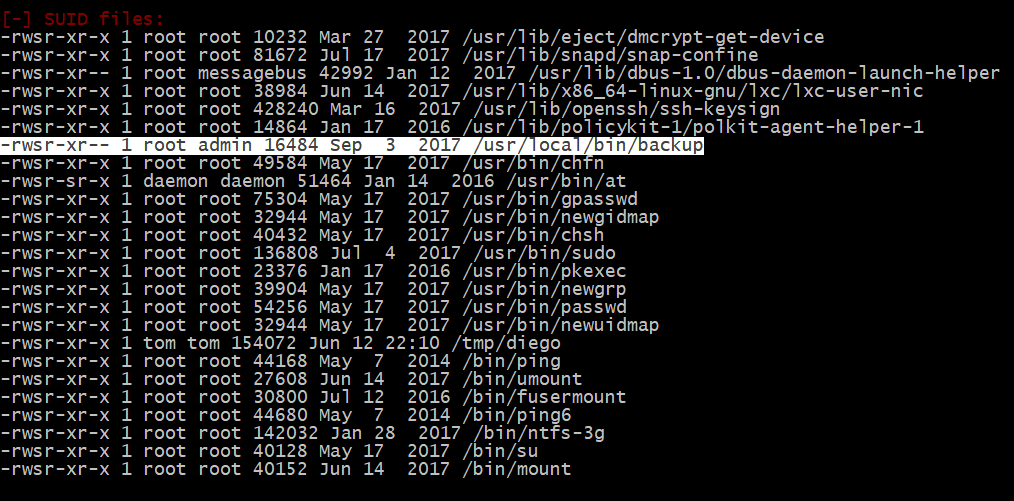 [-] SUID files:
-rwsr-xr-x 1 root root 10232 Mar 27  2017 /usr/lib/eject/dmcrypt-get-device
-rwsr-xr-x 1 root root 81672 Jul 17  2017 /usr/lib/snapd/snap-confine
-rwsr-xr-- 1 root messagebus 42992 Jan 12  2017 /usr/lib/dbus-1.0/dbus-daemon-launch-helper
-rwsr-xr-x 1 root root 38984 Jun 14  2017 /usr/lib/x86_64-linux-gnu/lxc/lxc-user-nic
-rwsr-xr-x 1 root root 428240 Mar 16  2017 /usr/lib/openssh/ssh-keysign
-rwsr-xr-x 1 root root 14864 Jan 17  2016 /usr/lib/policykit-1/polkit-agent-helper-1
-rwsr-xr-- 1 root admin 16484 Sep  3  2017 /usr/local/bin/backup
-rwsr-xr-x 1 root root 49584 May 17  2017 /usr/bin/chfn
-rwsr-sr-x 1 daemon daemon 51464 Jan 14  2016 /usr/bin/at
-rwsr-xr-x 1 root root 75304 May 17  2017 /usr/bin/gpasswd
-rwsr-xr-x 1 root root 32944 May 17  2017 /usr/bin/newgidmap
-rwsr-xr-x 1 root root 40432 May 17  2017 /usr/bin/chsh
-rwsr-xr-x 1 root root 136808 Jul  4  2017 /usr/bin/sudo
-rwsr-xr-x 1 root root 23376 Jan 17  2016 /usr/bin/pkexec
-rwsr-xr-x 1 root root 39904 May 17  2017 /usr/bin/newgrp
-rwsr-xr-x 1 root root 54256 May 17  2017 /usr/bin/passwd
-rwsr-xr-x 1 root root 32944 May 17  2017 /usr/bin/newuidmap
-rwsr-xr-x 1 tom tom 154072 Jun 12 22:10 /tmp/diego
-rwsr-xr-x 1 root root 44168 May  7  2014 /bin/ping
-rwsr-xr-x 1 root root 27608 Jun 14  2017 /bin/umount
-rwsr-xr-x 1 root root 30800 Jul 12  2016 /bin/fusermount
-rwsr-xr-x 1 root root 44680 May  7  2014 /bin/ping6
-rwsr-xr-x 1 root root 142032 Jan 28  2017 /bin/ntfs-3g
-rwsr-xr-x 1 root root 40128 May 17  2017 /bin/su
-rwsr-xr-x 1 root root 40152 Jun 14  2017 /bin/mount